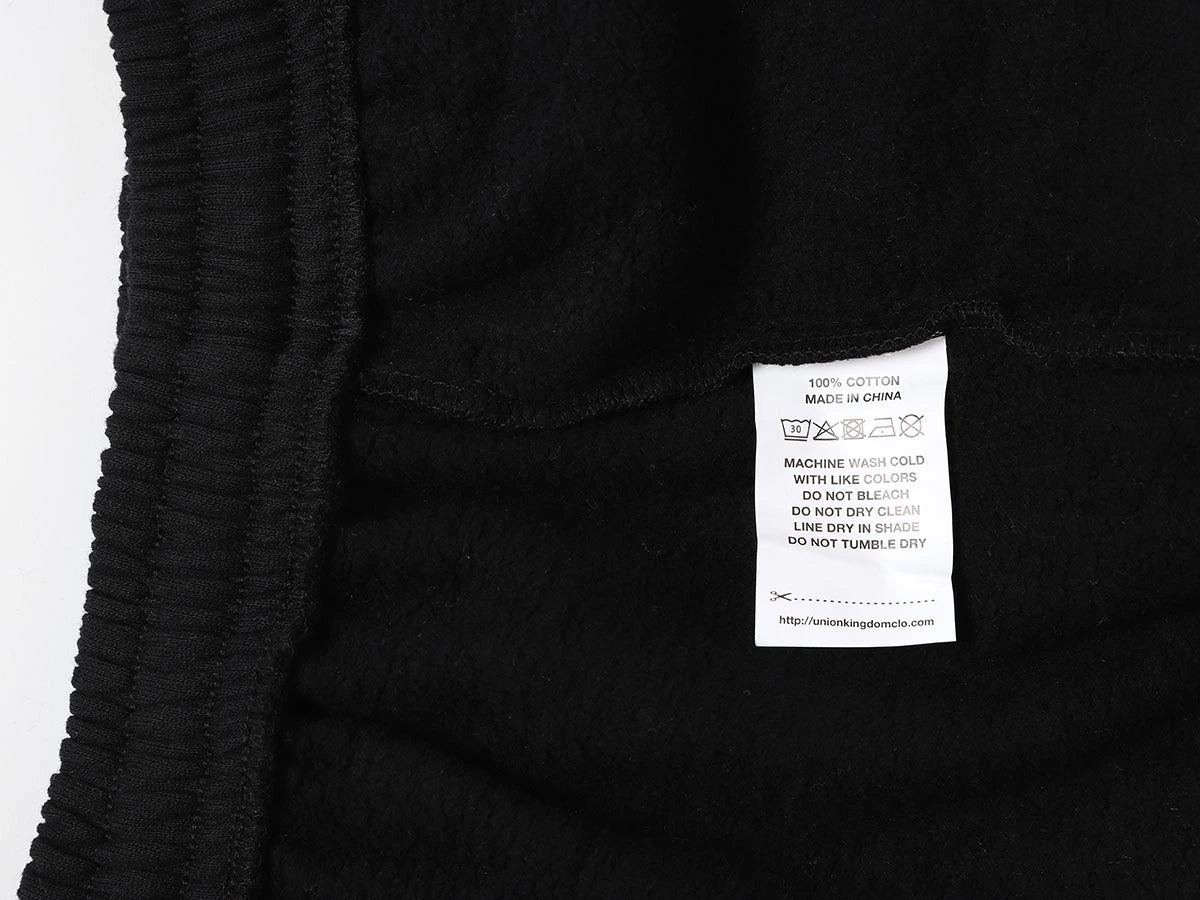 100% COTTON
MADE IN CHINA
30
MACHINE WASH COLD
WITH LIKE COLORS
DO NOT BLEACH
DO NOT DRY CLEAN
LINE DRY IN SHADE
DO NOT TUMBLE DRY
http://unionkingdomclo.com